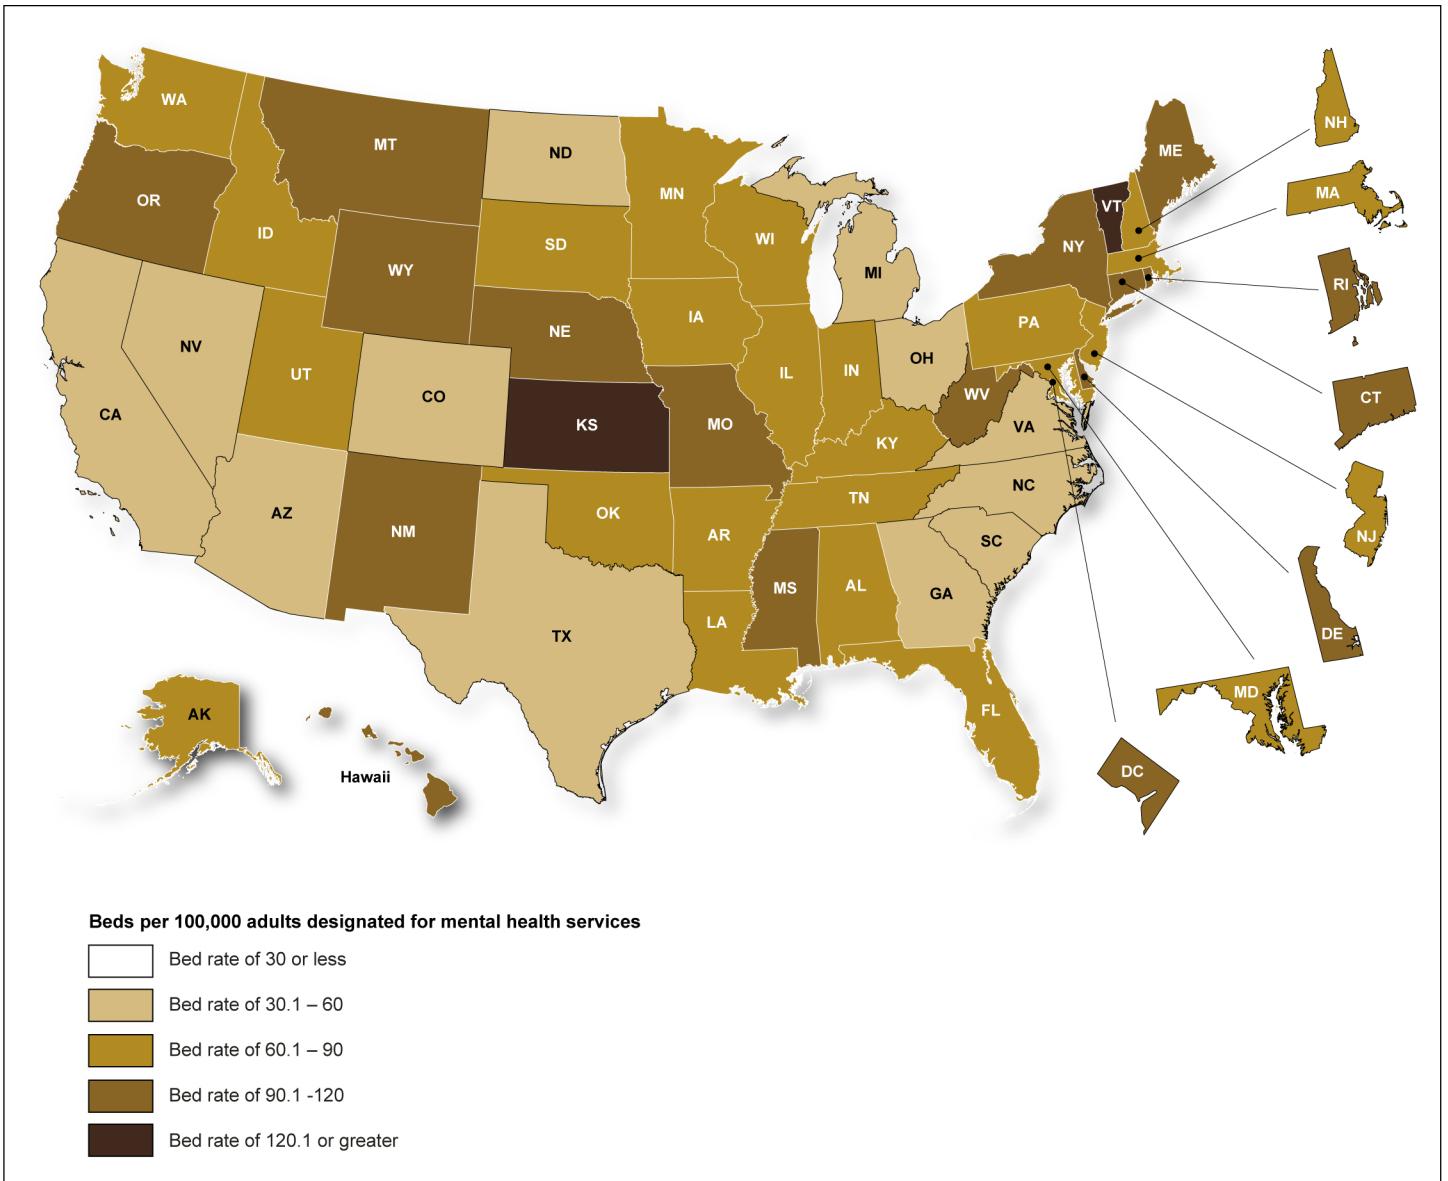 WA
MT
ND
MN
OR
ID
WY
SD
WI
MI
NY
VT
ME
NH
MA
RI
CT
NJ
DE
MD
DC
NV
UT
CA
CO
NE
IA
IL
IN
OH
PA
WV
VA
KY
KS
MO
AZ
NM
OK
AR
TN
NC
SC
TX
LA
MS
AL
GA
FL
AK
Hawaii
Beds per 100,000 adults designated for mental health services
Bed rate of 30 or less
Bed rate of 30.1 – 60
Bed rate of 60.1 – 90
Bed rate of 90.1 -120
Bed rate of 120.1 or greater